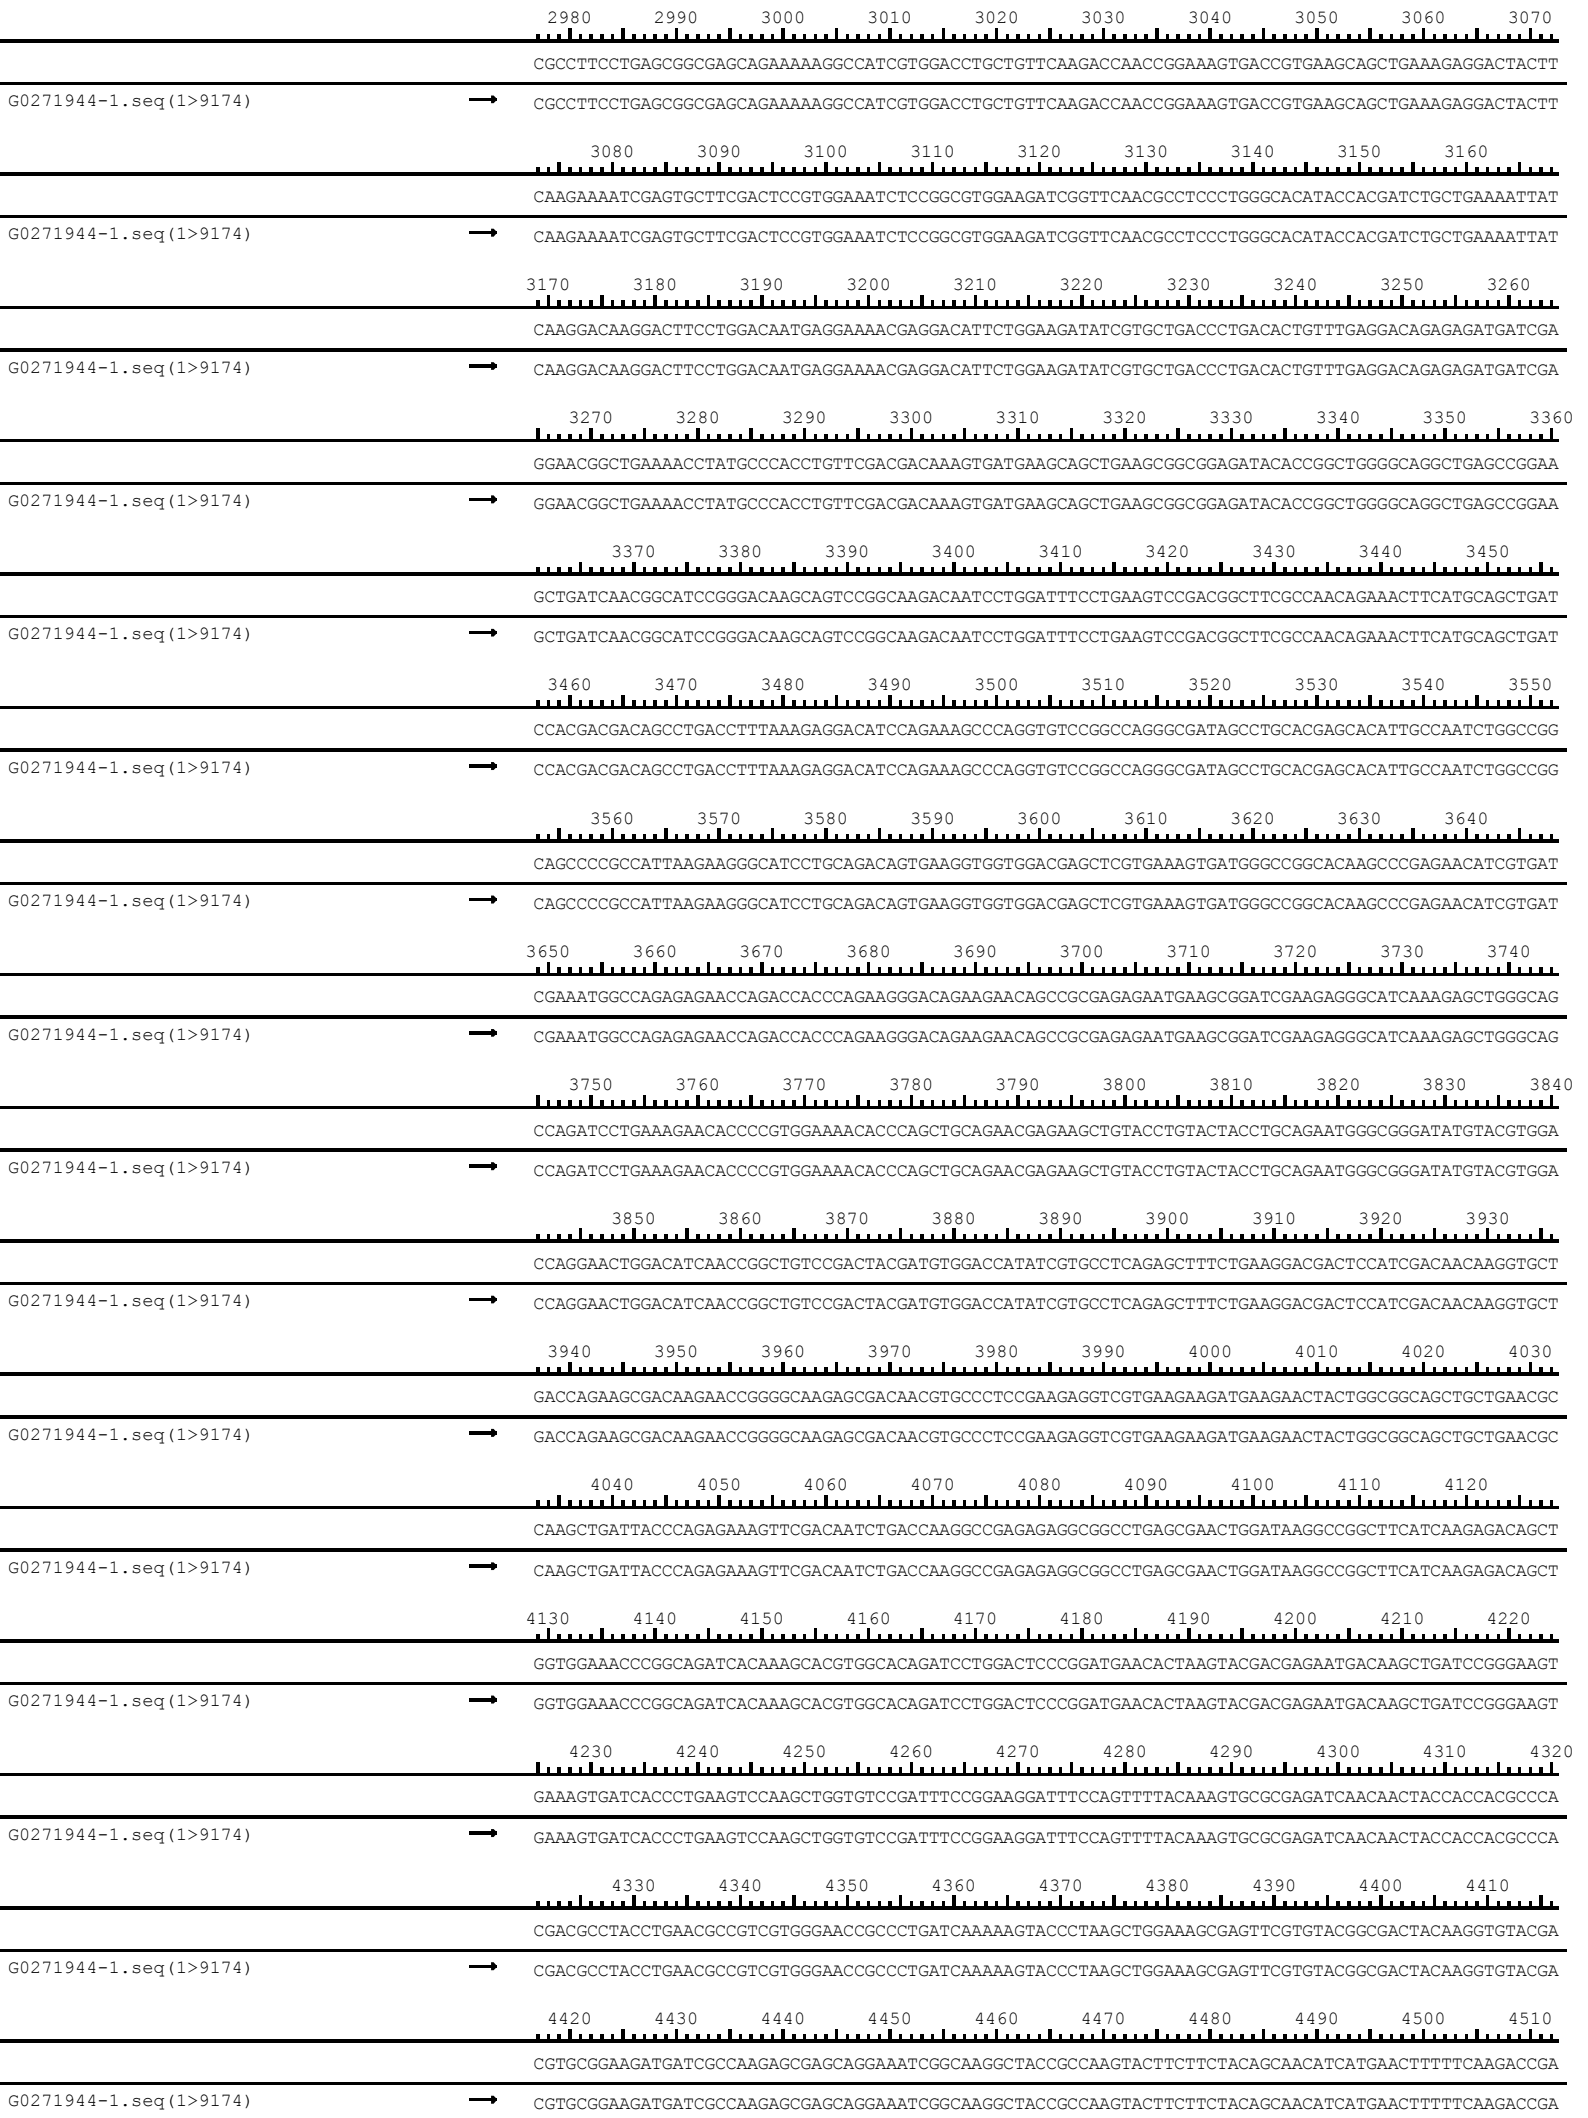 2980 2990 3000 3010 3020 3030 3040 3050 3060 3070
CGCCTTCCTGAGCGGCGAGCAGAAAAAGGCCATCGTGGACCTGCTGTTCAAGACCAACCGGAAAGTGACCGTGAAGCAGCTGAAAGAGGACTACTT
G0271944-1.seq(1>9174) → CGCCTTCCTGAGCGGCGAGCAGAAAAAGGCCATCGTGGACCTGCTGTTCAAGACCAACCGGAAAGTGACCGTGAAGCAGCTGAAAGAGGACTACTT
3080 3090 3100 3110 3120 3130 3140 3150 3160
CAAGAAAATCGAGTGCTTCGACTCCGTGGAAATCTCCGGCGTGGAAGATCGGTTCAACGCCTCCCTGGGCACATACCACGATCTGCTGAAAATTAT
G0271944-1.seq(1>9174) → CAAGAAAATCGAGTGCTTCGACTCCGTGGAAATCTCCGGCGTGGAAGATCGGTTCAACGCCTCCCTGGGCACATACCACGATCTGCTGAAAATTAT
3170 3180 3190 3200 3210 3220 3230 3240 3250 3260
CAAGGACAAGGACTTCCTGGACAATGAGGAAAACGAGGACATTCTGGAAGATATCGTGCTGACCCTGACACTGTTTGAGGACAGAGAGATGATCGA
G0271944-1.seq(1>9174) → CAAGGACAAGGACTTCCTGGACAATGAGGAAAACGAGGACATTCTGGAAGATATCGTGCTGACCCTGACACTGTTTGAGGACAGAGAGATGATCGA
3270 3280 3290 3300 3310 3320 3330 3340 3350 3360
GGAACGGCTGAAAACCTATGCCCACCTGTTCGACGACAAAGTGATGAAGCAGCTGAAGCGGCGGAGATACACCGGCTGGGGCAGGCTGAGCCGGAA
G0271944-1.seq(1>9174) → GGAACGGCTGAAAACCTATGCCCACCTGTTCGACGACAAAGTGATGAAGCAGCTGAAGCGGCGGAGATACACCGGCTGGGGCAGGCTGAGCCGGAA
3370 3380 3390 3400 3410 3420 3430 3440 3450
GCTGATCAACGGCATCCGGGACAAGCAGTCCGGCAAGACAATCCTGGATTTCCTGAAGTCCGACGGCTTCGCCAACAGAAACTTCATGCAGCTGAT
G0271944-1.seq(1>9174) → GCTGATCAACGGCATCCGGGACAAGCAGTCCGGCAAGACAATCCTGGATTTCCTGAAGTCCGACGGCTTCGCCAACAGAAACTTCATGCAGCTGAT
3460 3470 3480 3490 3500 3510 3520 3530 3540 3550
CCACGACGACAGCCTGACCTTTAAAGAGGACATCCAGAAAGCCCAGGTGTCCGGCCAGGGCGATAGCCTGCACGAGCACATTGCCAATCTGGCCGG
G0271944-1.seq(1>9174) → CCACGACGACAGCCTGACCTTTAAAGAGGACATCCAGAAAGCCCAGGTGTCCGGCCAGGGCGATAGCCTGCACGAGCACATTGCCAATCTGGCCGG
3560 3570 3580 3590 3600 3610 3620 3630 3640
CAGCCCCGCCATTAAGAAGGGCATCCTGCAGACAGTGAAGGTGGTGGACGAGCTCGTGAAAGTGATGGGCCGGCACAAGCCCGAGAACATCGTGAT
G0271944-1.seq(1>9174) → CAGCCCCGCCATTAAGAAGGGCATCCTGCAGACAGTGAAGGTGGTGGACGAGCTCGTGAAAGTGATGGGCCGGCACAAGCCCGAGAACATCGTGAT
3650 3660 3670 3680 3690 3700 3710 3720 3730 3740
CGAAATGGCCAGAGAGAACCAGACCACCCAGAAGGGACAGAAGAACAGCCGCGAGAGAATGAAGCGGATCGAAGAGGGCATCAAAGAGCTGGGCAG
G0271944-1.seq(1>9174) → CGAAATGGCCAGAGAGAACCAGACCACCCAGAAGGGACAGAAGAACAGCCGCGAGAGAATGAAGCGGATCGAAGAGGGCATCAAAGAGCTGGGCAG
3750 3760 3770 3780 3790 3800 3810 3820 3830 3840
CCAGATCCTGAAAGAACACCCCGTGGAAAACACCCAGCTGCAGAACGAGAAGCTGTACCTGTACTACCTGCAGAATGGGCGGGATATGTACGTGGA
G0271944-1.seq(1>9174) → CCAGATCCTGAAAGAACACCCCGTGGAAAACACCCAGCTGCAGAACGAGAAGCTGTACCTGTACTACCTGCAGAATGGGCGGGATATGTACGTGGA
3850 3860 3870 3880 3890 3900 3910 3920 3930
CCAGGAACTGGACATCAACCGGCTGTCCGACTACGATGTGGACCATATCGTGCCTCAGAGCTTTCTGAAGGACGACTCCATCGACAACAAGGTGCT
G0271944-1.seq(1>9174) → CCAGGAACTGGACATCAACCGGCTGTCCGACTACGATGTGGACCATATCGTGCCTCAGAGCTTTCTGAAGGACGACTCCATCGACAACAAGGTGCT
3940 3950 3960 3970 3980 3990 4000 4010 4020 4030
GACCAGAAGCGACAAGAACCGGGGCAAGAGCGACAACGTGCCCTCCGAAGAGGTCGTGAAGAAGATGAAGAACTACTGGCGGCAGCTGCTGAACGC
G0271944-1.seq(1>9174) → GACCAGAAGCGACAAGAACCGGGGCAAGAGCGACAACGTGCCCTCCGAAGAGGTCGTGAAGAAGATGAAGAACTACTGGCGGCAGCTGCTGAACGC
4040 4050 4060 4070 4080 4090 4100 4110 4120
CAAGCTGATTACCCAGAGAAAGTTCGACAATCTGACCAAGGCCGAGAGAGGCGGCCTGAGCGAACTGGATAAGGCCGGCTTCATCAAGAGACAGCT
G0271944-1.seq(1>9174) → CAAGCTGATTACCCAGAGAAAGTTCGACAATCTGACCAAGGCCGAGAGAGGCGGCCTGAGCGAACTGGATAAGGCCGGCTTCATCAAGAGACAGCT
4130 4140 4150 4160 4170 4180 4190 4200 4210 4220
GGTGGAAACCCGGCAGATCACAAAGCACGTGGCACAGATCCTGGACTCCCGGATGAACACTAAGTACGACGAGAATGACAAGCTGATCCGGGAAGT
G0271944-1.seq(1>9174) → GGTGGAAACCCGGCAGATCACAAAGCACGTGGCACAGATCCTGGACTCCCGGATGAACACTAAGTACGACGAGAATGACAAGCTGATCCGGGAAGT
4230 4240 4250 4260 4270 4280 4290 4300 4310 4320
GAAAGTGATCACCCTGAAGTCCAAGCTGGTGTCCGATTTCCGGAAGGATTTCCAGTTTTACAAAGTGCGCGAGATCAACAACTACCACCACGCCCA
G0271944-1.seq(1>9174) → GAAAGTGATCACCCTGAAGTCCAAGCTGGTGTCCGATTTCCGGAAGGATTTCCAGTTTTACAAAGTGCGCGAGATCAACAACTACCACCACGCCCA
4330 4340 4350 4360 4370 4380 4390 4400 4410
CGACGCCTACCTGAACGCCGTCGTGGGAACCGCCCTGATCAAAAAGTACCCTAAGCTGGAAAGCGAGTTCGTGTACGGCGACTACAAGGTGTACGA
G0271944-1.seq(1>9174) → CGACGCCTACCTGAACGCCGTCGTGGGAACCGCCCTGATCAAAAAGTACCCTAAGCTGGAAAGCGAGTTCGTGTACGGCGACTACAAGGTGTACGA
4420 4430 4440 4450 4460 4470 4480 4490 4500 4510
CGTGCGGAAGATGATCGCCAAGAGCGAGCAGGAAATCGGCAAGGCTACCGCCAAGTACTTCTTCTACAGCAACATCATGAACTTTTTCAAGACCGA
G0271944-1.seq(1>9174) → CGTGCGGAAGATGATCGCCAAGAGCGAGCAGGAAATCGGCAAGGCTACCGCCAAGTACTTCTTCTACAGCAACATCATGAACTTTTTCAAGACCGA